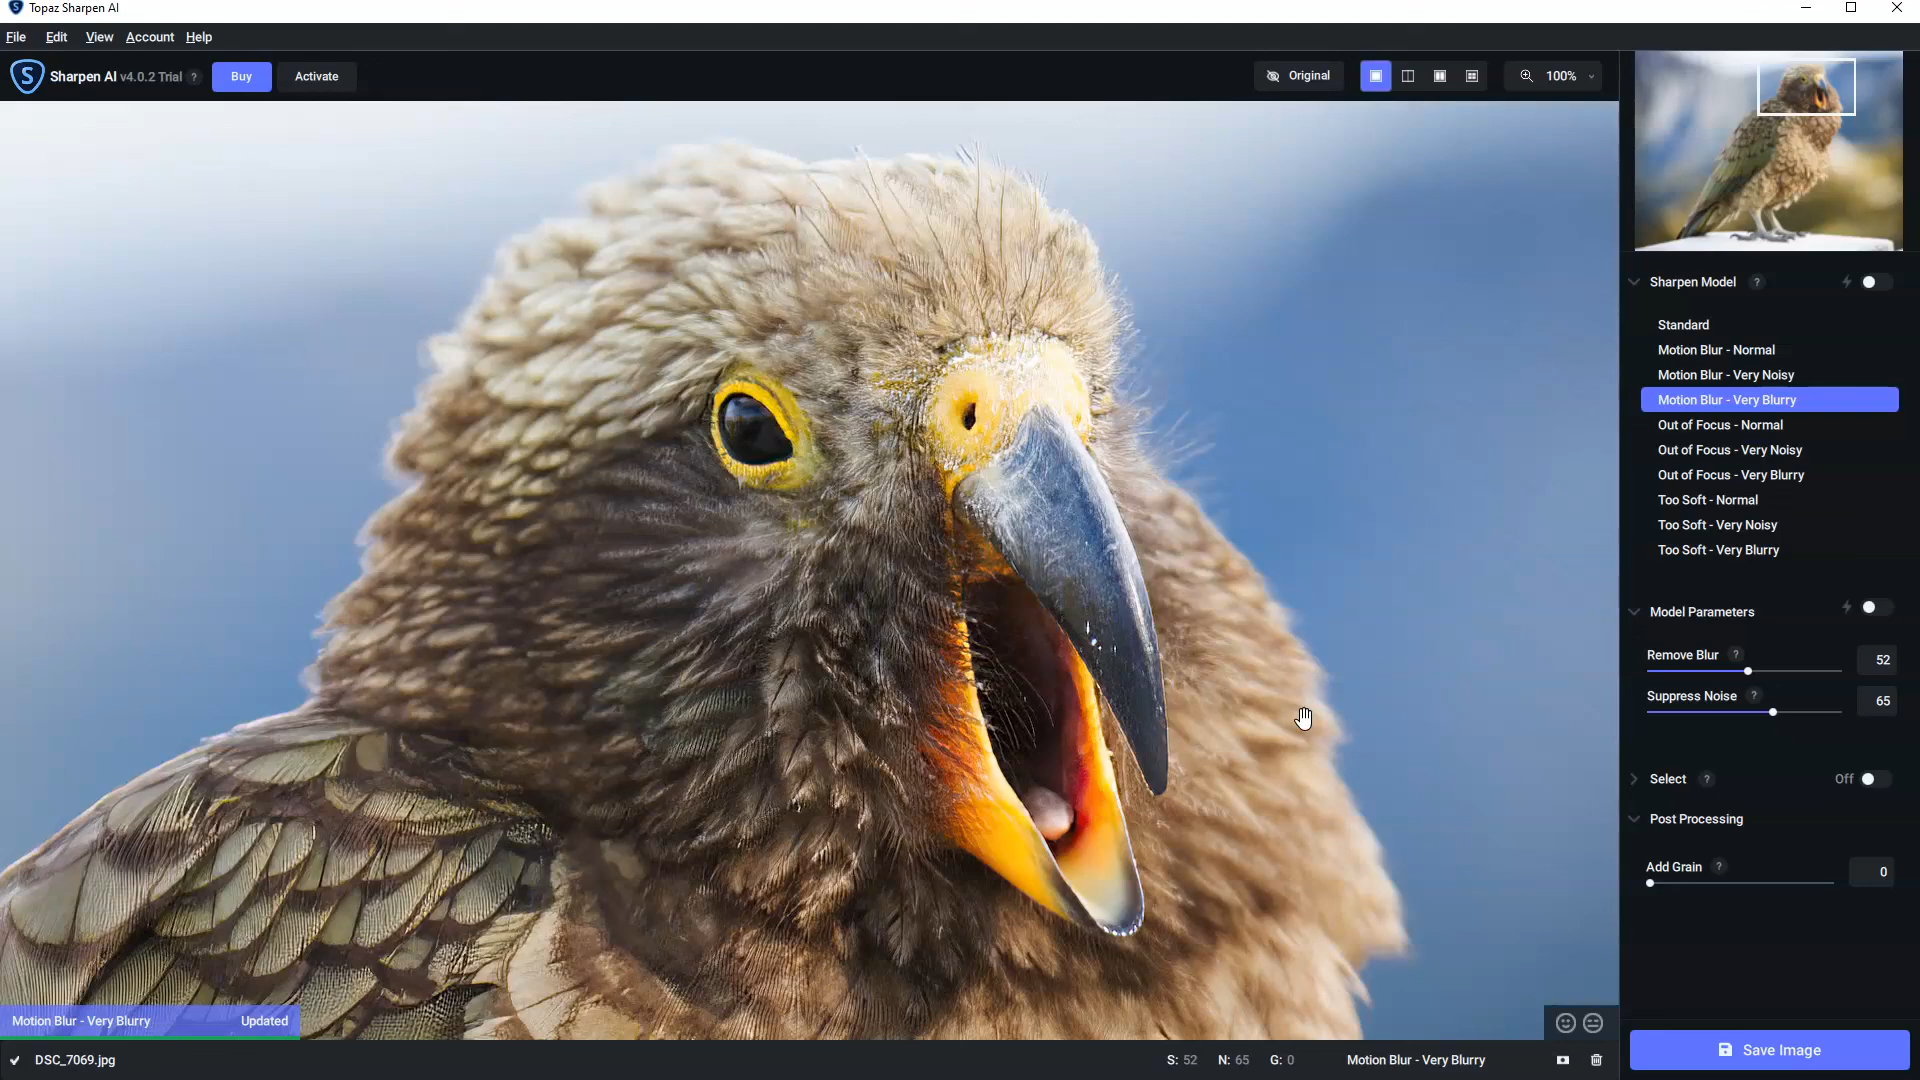 Topaz Sharpen AI
File Edit View Account Help
S Sharpen AI v4.0.2 Trial ? Buy Activate Original 100%
Sharpen Model ?
Standard
Motion Blur - Normal
Motion Blur - Very Noisy
Motion Blur - Very Blurry
Out of Focus - Normal
Out of Focus - Very Noisy
Out of Focus - Very Blurry
Too Soft - Normal
Too Soft - Very Noisy
Too Soft - Very Blurry
Model Parameters
Remove Blur ? 52
Suppress Noise ? 65
Select ? Off
Post Processing
Add Grain ? 0
Motion Blur - Very Blurry Updated
DSC_7069.jpg S: 52 N: 65 G: 0 Motion Blur - Very Blurry
Save Image